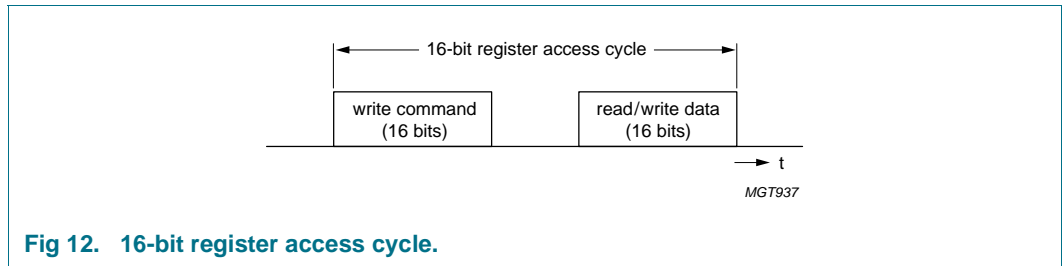 16-bit register access cycle
write command
(16 bits)
read/write data
(16 bits)
t
MGT937
Fig 12. 16-bit register access cycle.